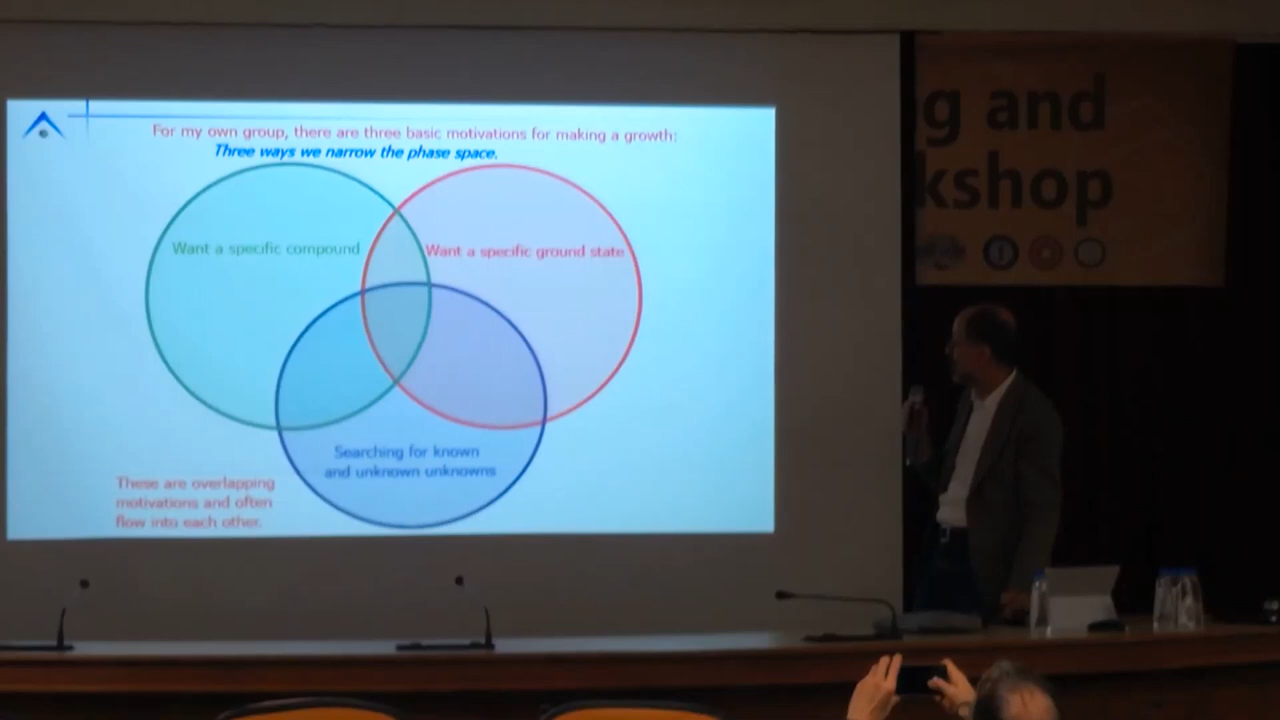 For my own group, there are three basic motivations for making a growth:
Three ways we narrow the phase space.
Want a specific compound
Want a specific ground state
Searching for known
and unknown unknowns
These are overlapping
motivations and often
flow into each other.
g and
kshop